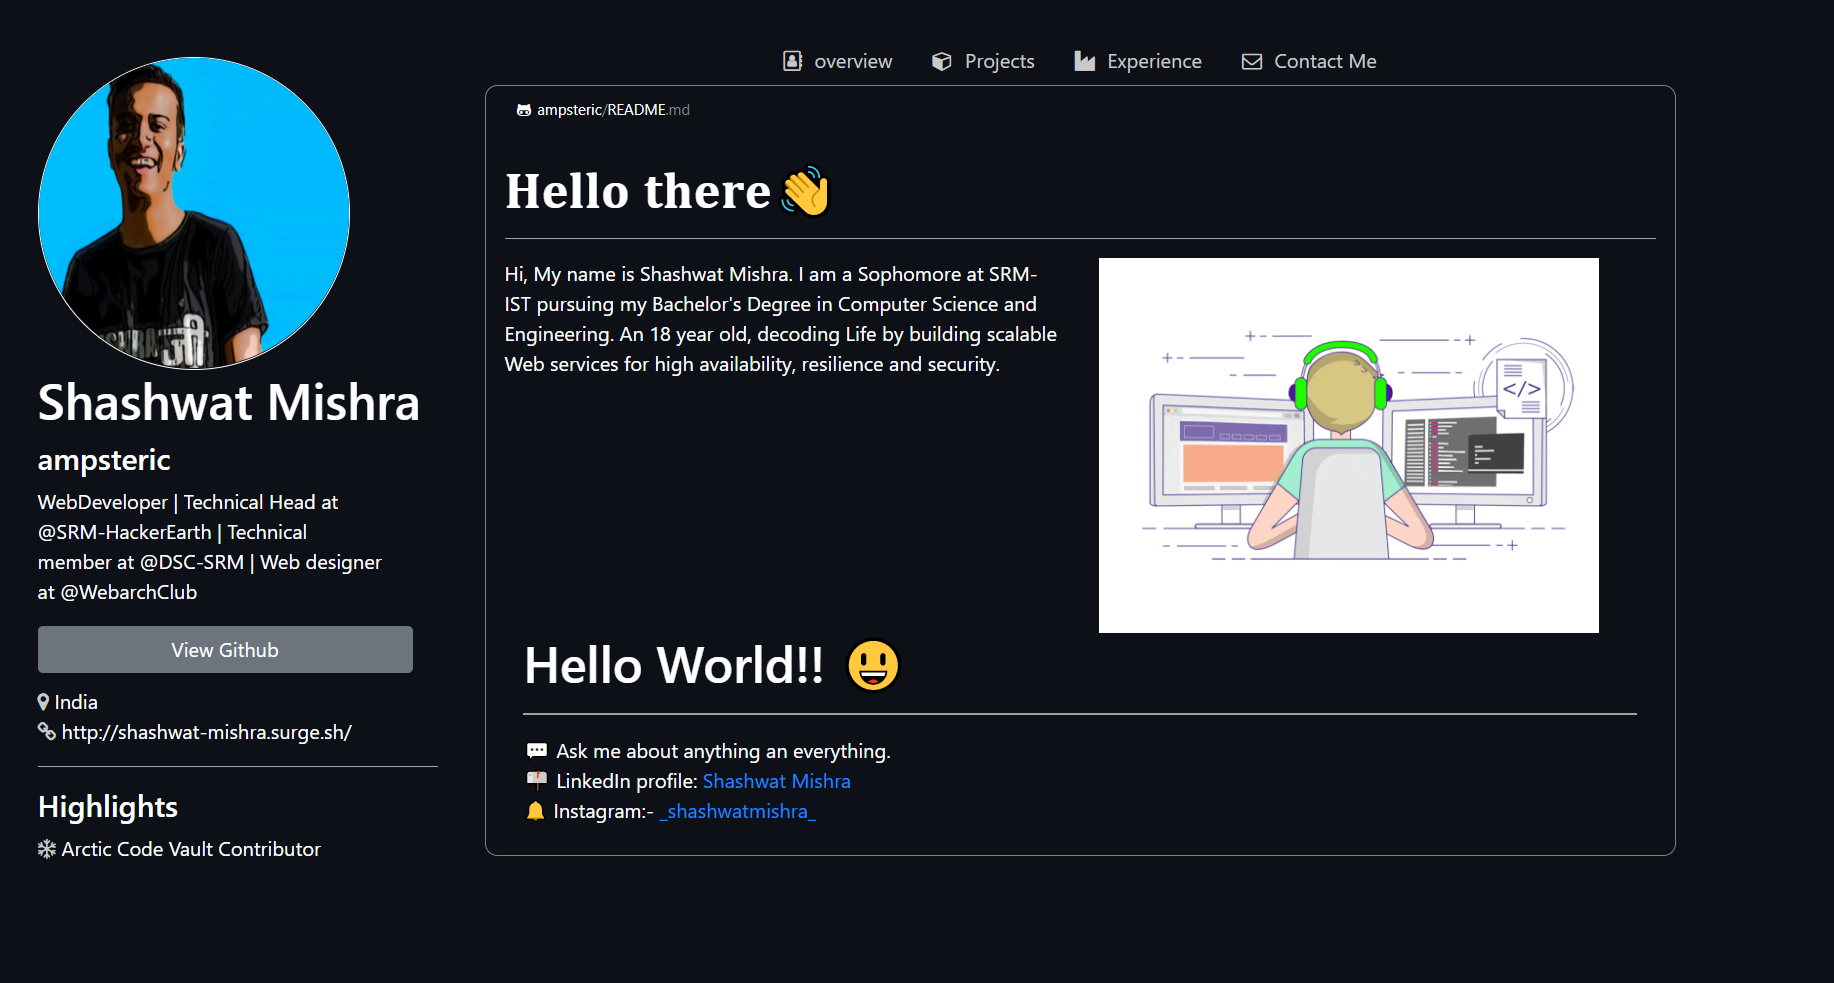 overview
Projects
Experience
Contact Me
Shashwat Mishra
ampsteric
WebDeveloper | Technical Head at
@SRM-HackerEarth | Technical
member at @DSC-SRM | Web designer
at @WebarchClub
View Github
India
http://shashwat-mishra.surge.sh/
Highlights
Arctic Code Vault Contributor
ampsteric/README.md
Hello there👋
Hi, My name is Shashwat Mishra. I am a Sophomore at SRM-
IST pursuing my Bachelor's Degree in Computer Science and
Engineering. An 18 year old, decoding Life by building scalable
Web services for high availability, resilience and security.
</>
Hello World!! 😃
💬 Ask me about anything an everything.
📬 LinkedIn profile: Shashwat Mishra
🔔 Instagram:- _shashwatmishra_